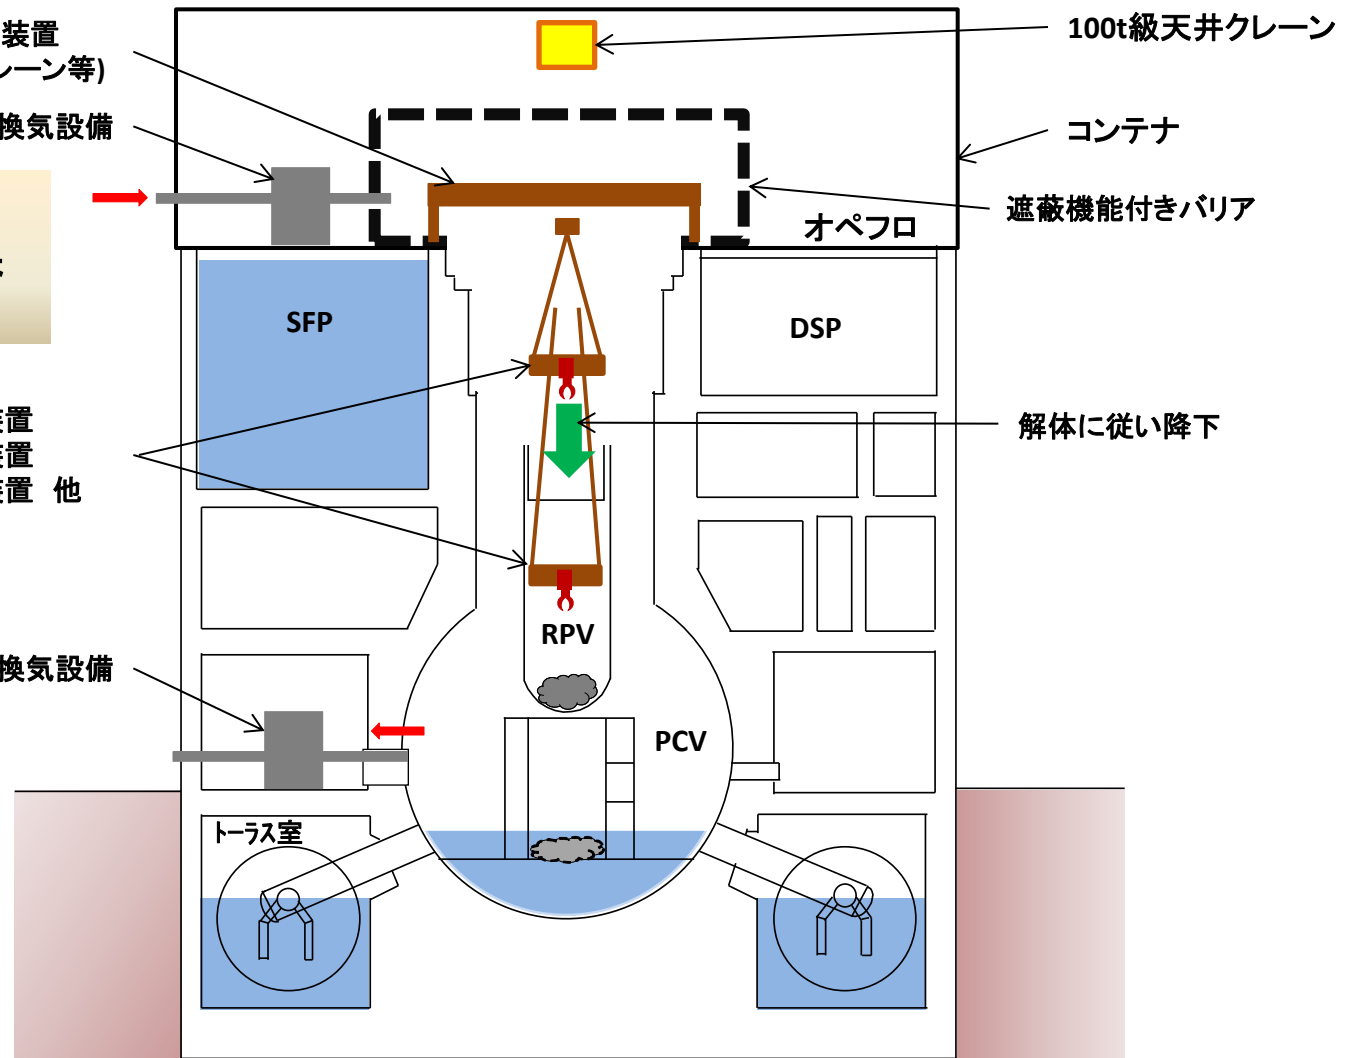 装置
レーン等)
換気設備
100t級天井クレーン
コンテナ
遮蔽機能付きバリア
オペフロ
SFP
DSP
装置
装置
装置 他
解体に従い降下
RPV
換気設備
PCV
トーラス室